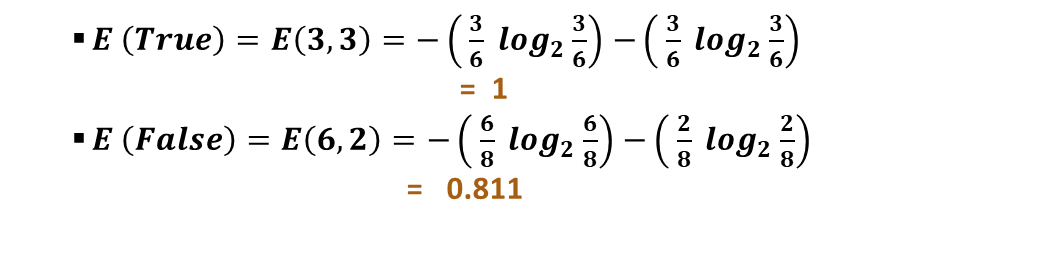 ▪ E (True) = E(3, 3) = − (3/6 log₂ 3/6) − (3/6 log₂ 3/6)
= 1
▪ E (False) = E(6, 2) = − (6/8 log₂ 6/8) − (2/8 log₂ 2/8)
= 0.811